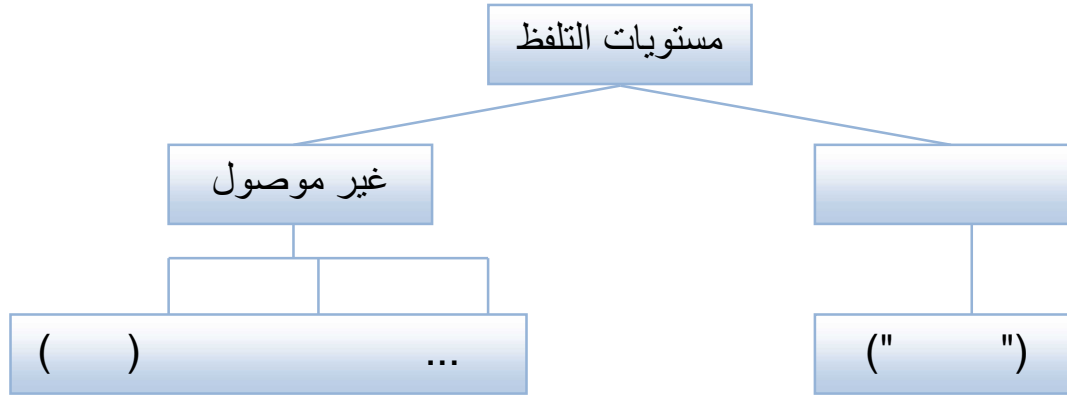 مستويات التلفظ
غير موصول
(" ")
... ( )